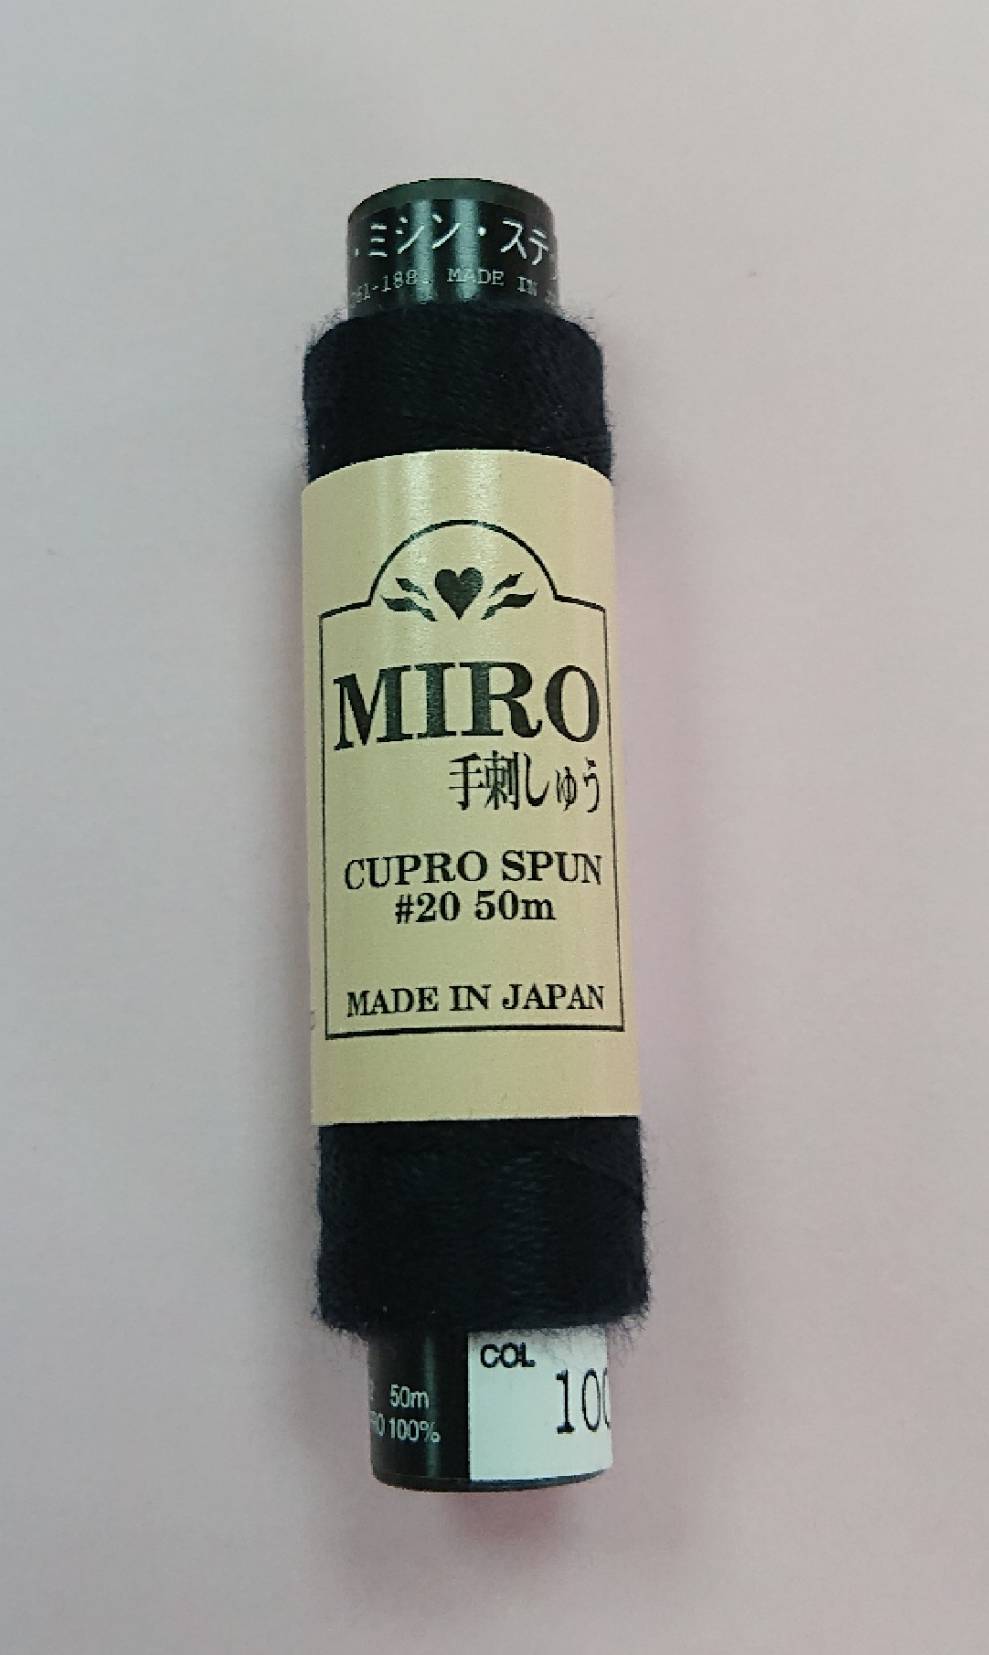 ・ミシン・ステ
MADE IN
MIRO
手刺しゅう
CUPRO SPUN
#20 50m
MADE IN JAPAN
COL
50m
100%